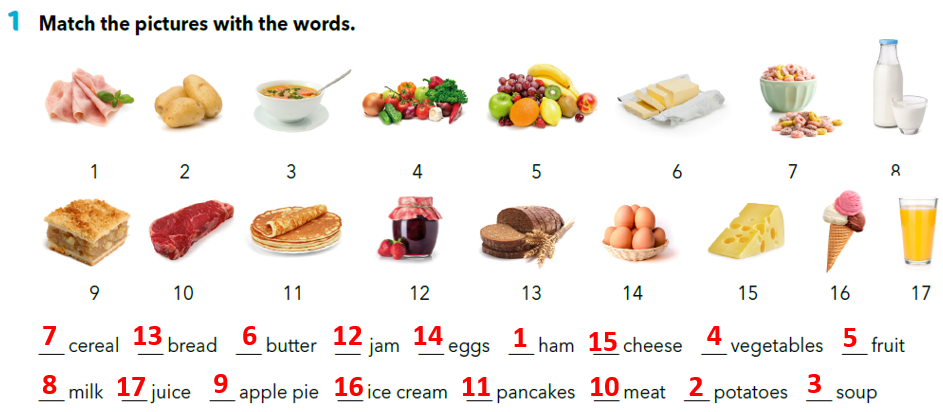 1 Match the pictures with the words.
1 2 3 4 5 6 7 8
9 10 11 12 13 14 15 16 17
7 cereal 13 bread 6 butter 12 jam 14 eggs 1 ham 15 cheese 4 vegetables 5 fruit
8 milk 17 juice 9 apple pie 16 ice cream 11 pancakes 10 meat 2 potatoes 3 soup